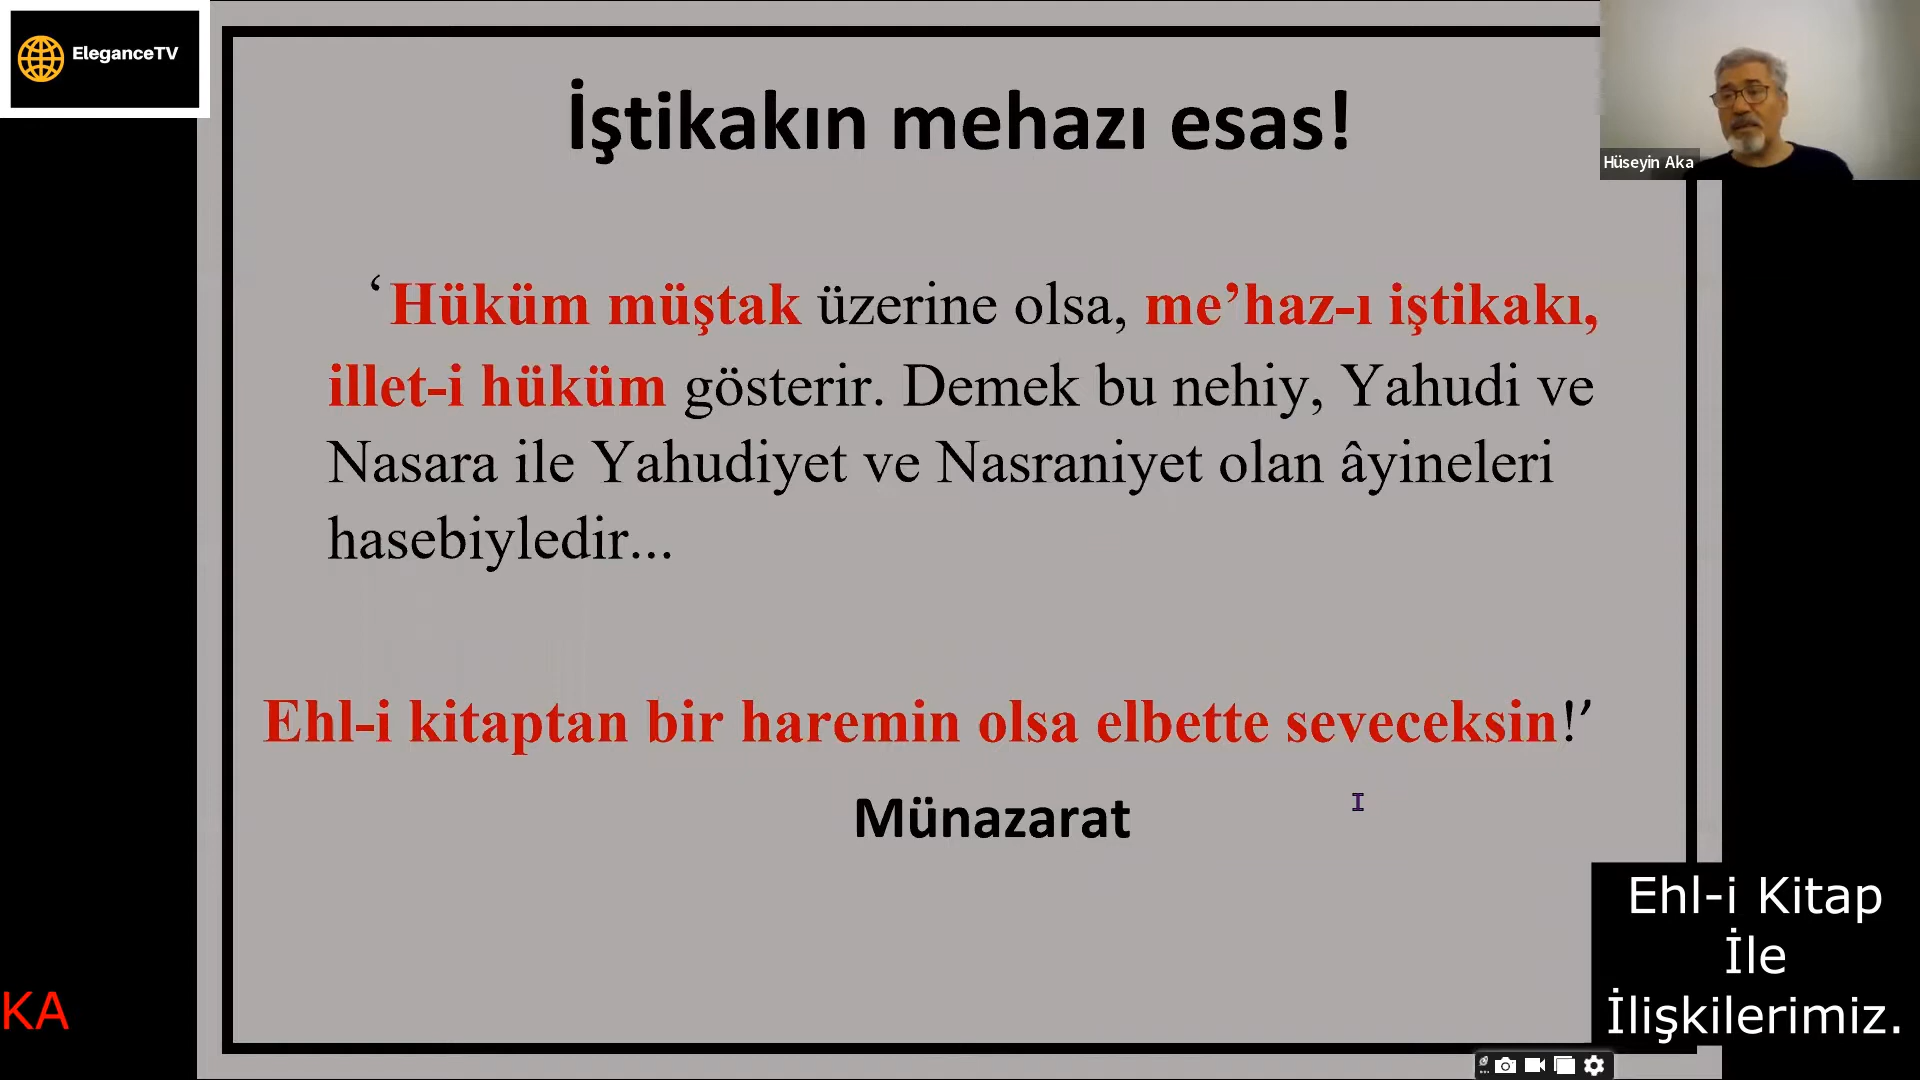 EleganceTV
İştikakın mehazı esas!
Hüseyin Aka
‘Hüküm müştak üzerine olsa, me’haz-ı iştikakı,
illet-i hüküm gösterir. Demek bu nehiy, Yahudi ve
Nasara ile Yahudiyet ve Nasraniyet olan âyineleri
hasebiyledir...
Ehl-i kitaptan bir haremin olsa elbette seveceksin!’
Münazarat
Ehl-i Kitap
İle
İlişkilerimiz.
KA